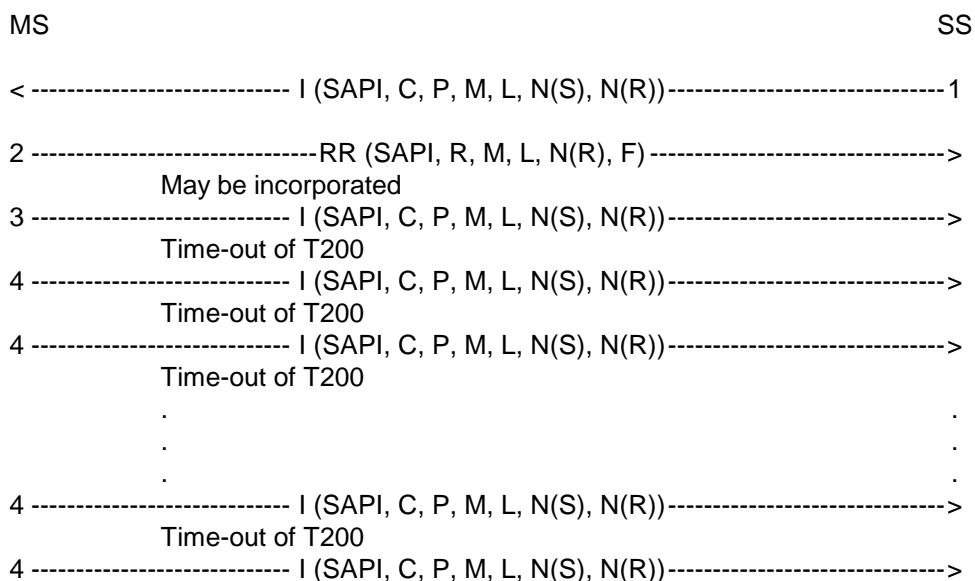 MS SS
< ----------------------------- I (SAPI, C, P, M, L, N(S), N(R))------------------------------- 1
2 --------------------------------RR (SAPI, R, M, L, N(R), F) --------------------------------->
May be incorporated
3 ----------------------------- I (SAPI, C, P, M, L, N(S), N(R))------------------------------->
Time-out of T200
4 ----------------------------- I (SAPI, C, P, M, L, N(S), N(R))------------------------------->
Time-out of T200
4 ----------------------------- I (SAPI, C, P, M, L, N(S), N(R))------------------------------->
Time-out of T200
. .
. .
. .
4 ----------------------------- I (SAPI, C, P, M, L, N(S), N(R))------------------------------->
Time-out of T200
4 ----------------------------- I (SAPI, C, P, M, L, N(S), N(R))------------------------------->